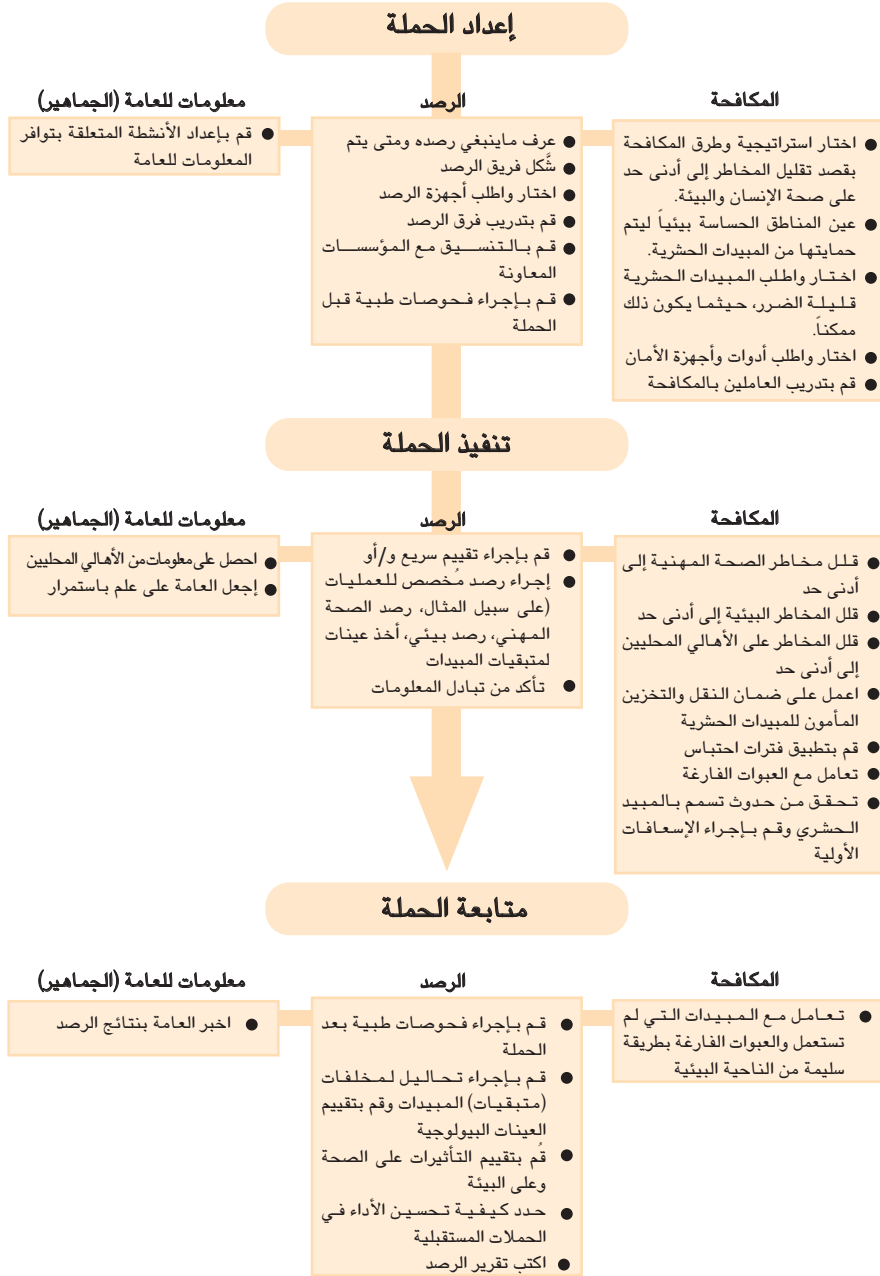 إعداد الحملة
المكافحة
اختار استراتيجية وطرق المكافحة
بقصد تقليل المخاطر إلى أدنى حد
على صحة الإنسان والبيئة.
عين المناطق الحساسة بيئياً ليتم
حمايتها من المبيدات الحشرية.
اختار واطلب المبيدات الحشرية
قليلة الضرر، حيثما يكون ذلك
ممكناً.
اختار واطلب أدوات وأجهزة الأمان
قم بتدريب العاملين بالمكافحة
الرصد
عرف ماينبغي رصده ومتى يتم
شَّكل فريق الرصد
اختار واطلب أجهزة الرصد
قم بتدريب فرق الرصد
قم بالتنسيق مع المؤسسات
المعاونة
قم بإجراء فحوصات طبية قبل
الحملة
معلومات للعامة (الجماهير)
قم بإعداد الأنشطة المتعلقة بتوافر
المعلومات للعامة
تنفيذ الحملة
المكافحة
قلل مخاطر الصحة المهنية إلى
أدنى حد
قلل المخاطر البيئية إلى أدنى حد
قلل المخاطر على الأهالي المحليين
إلى أدنى حد
اعمل على ضمان النقل والتخزين
المأمون للمبيدات الحشرية
قم بتطبيق فترات احتباس
تعامل مع العبوات الفارغة
تحقق من حدوث تسمم بالمبيد
الحشري وقم بإجراء الإسعافات
الأولية
الرصد
قم بإجراء تقييم سريع و/أو
إجراء رصد مُخصص للعمليات
(على سبيل المثال، رصد الصحة
المهني، رصد بيئي، أخذ عينات
لمتبقيات المبيدات
تأكد من تبادل المعلومات
معلومات للعامة (الجماهير)
احصل على معلومات من الأهالي المحليين
إجعل العامة على علم باستمرار
متابعة الحملة
المكافحة
تعامل مع المبيدات التي لم
تستعمل والعبوات الفارغة بطريقة
سليمة من الناحية البيئية
الرصد
قم بإجراء فحوصات طبية بعد
الحملة
قم بإجراء تحاليل لمخلفات
(متبقيات) المبيدات وقم بتقييم
العينات البيولوجية
قُم بتقييم التأثيرات على الصحة
وعلى البيئة
حدد كيفية تحسين الأداء في
الحملات المستقبلية
اكتب تقرير الرصد
معلومات للعامة (الجماهير)
اخبر العامة بنتائج الرصد